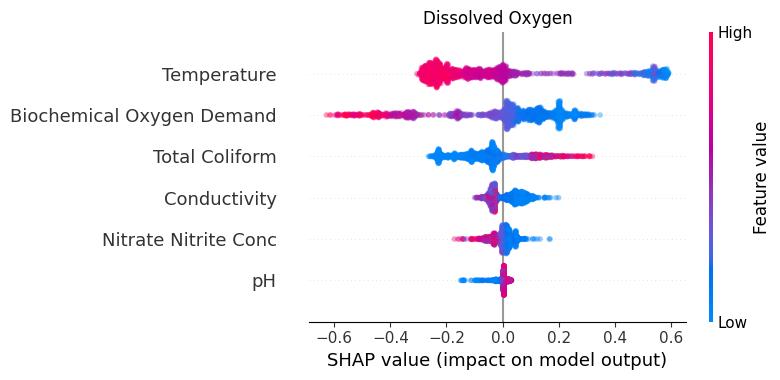 Dissolved Oxygen
High
Temperature
Biochemical Oxygen Demand
Total Coliform
Conductivity
Nitrate Nitrite Conc
pH
Feature value
Low
−0.6 −0.4 −0.2 0.0 0.2 0.4 0.6
SHAP value (impact on model output)